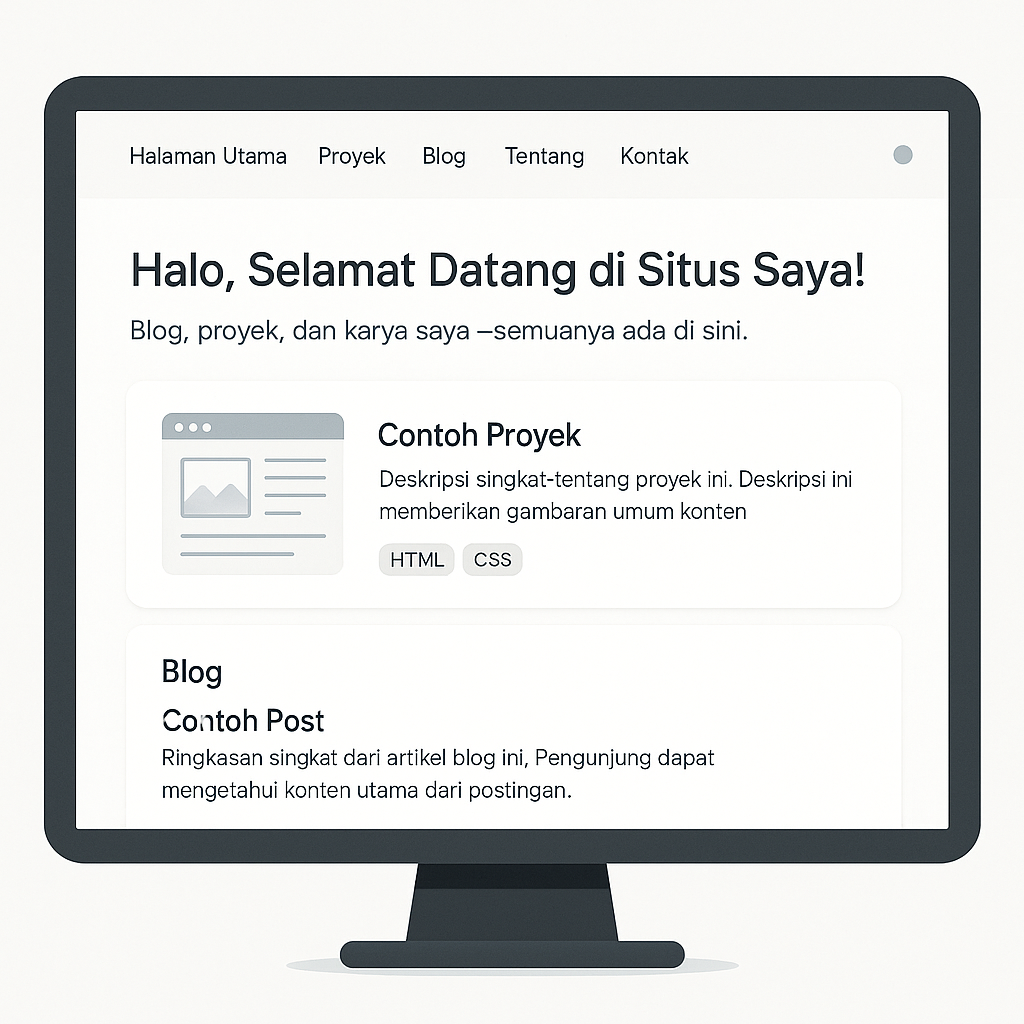 Halaman Utama Proyek Blog Tentang Kontak
Halo, Selamat Datang di Situs Saya!
Blog, proyek, dan karya saya –semuanya ada di sini.
Contoh Proyek
Deskripsi singkat-tentang proyek ini. Deskripsi ini
memberikan gambaran umum konten
HTML CSS
Blog
Contoh Post
Ringkasan singkat dari artikel blog ini, Pengunjung dapat
mengetahui konten utama dari postingan.